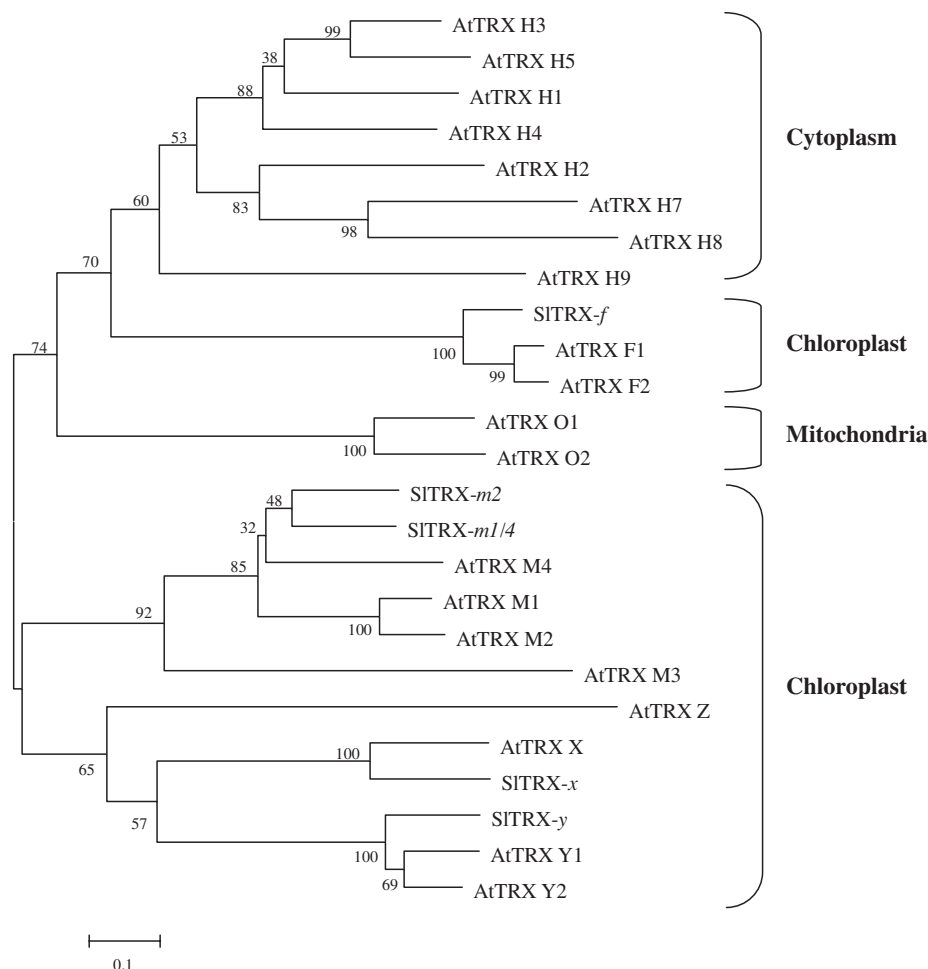 AtTRX H3
99
AtTRX H5
38
AtTRX H1
88
AtTRX H4
53
Cytoplasm
AtTRX H2
83
AtTRX H7
60
98
AtTRX H8
70
AtTRX H9
SlTRX-f
100
AtTRX F1
Chloroplast
99
AtTRX F2
74
AtTRX O1
Mitochondria
100
AtTRX O2
SlTRX-m2
48
SlTRX-m1/4
32
AtTRX M4
85
AtTRX M1
92
100
AtTRX M2
AtTRX M3
Chloroplast
AtTRX Z
65
AtTRX X
100
SlTRX-x
57
SlTRX-y
100
AtTRX Y1
69
AtTRX Y2
0.1